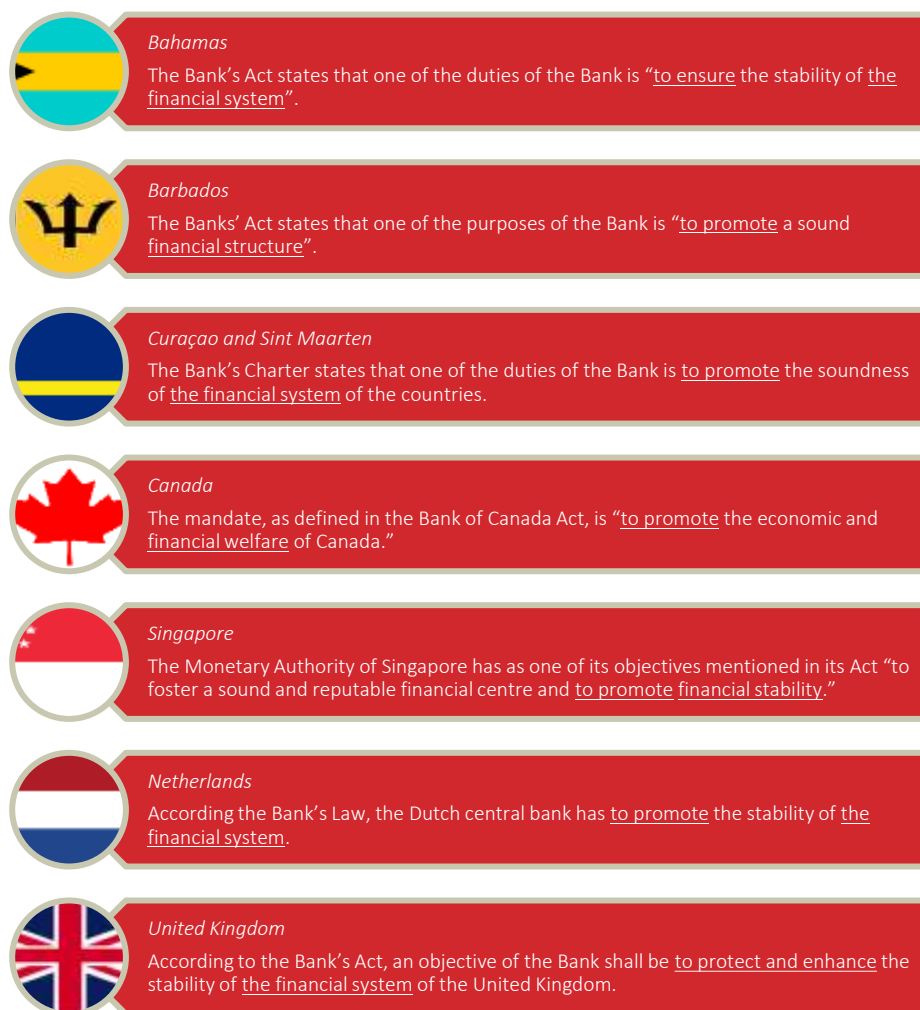 Bahamas
The Bank’s Act states that one of the duties of the Bank is “to ensure the stability of the
financial system”.
Barbados
The Banks’ Act states that one of the purposes of the Bank is “to promote a sound
financial structure”.
Curaçao and Sint Maarten
The Bank’s Charter states that one of the duties of the Bank is to promote the soundness
of the financial system of the countries.
Canada
The mandate, as defined in the Bank of Canada Act, is “to promote the economic and
financial welfare of Canada.”
Singapore
The Monetary Authority of Singapore has as one of its objectives mentioned in its Act “to
foster a sound and reputable financial centre and to promote financial stability.”
Netherlands
According the Bank’s Law, the Dutch central bank has to promote the stability of the
financial system.
United Kingdom
According to the Bank’s Act, an objective of the Bank shall be to protect and enhance the
stability of the financial system of the United Kingdom.